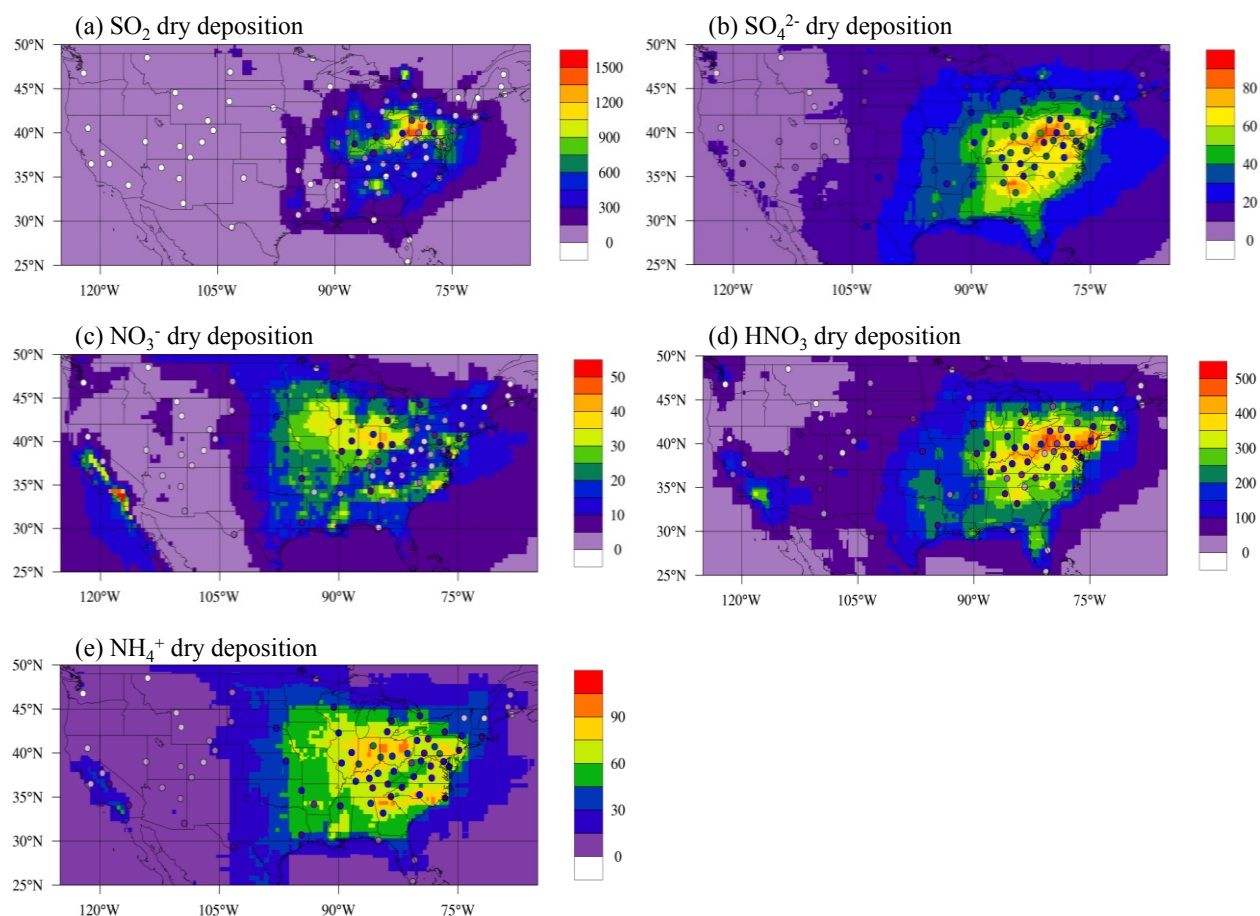 (a) SO₂ dry deposition
50°N
45°N
40°N
35°N
30°N
25°N
120°W 105°W 90°W 75°W
1500
1200
900
600
300
0
(b) SO₄²⁻ dry deposition
50°N
45°N
40°N
35°N
30°N
25°N
120°W 105°W 90°W 75°W
80
60
40
20
0
(c) NO₃⁻ dry deposition
50°N
45°N
40°N
35°N
30°N
25°N
120°W 105°W 90°W 75°W
50
40
30
20
10
0
(d) HNO₃ dry deposition
50°N
45°N
40°N
35°N
30°N
25°N
120°W 105°W 90°W 75°W
500
400
300
200
100
0
(e) NH₄⁺ dry deposition
50°N
45°N
40°N
35°N
30°N
25°N
120°W 105°W 90°W 75°W
90
60
30
0